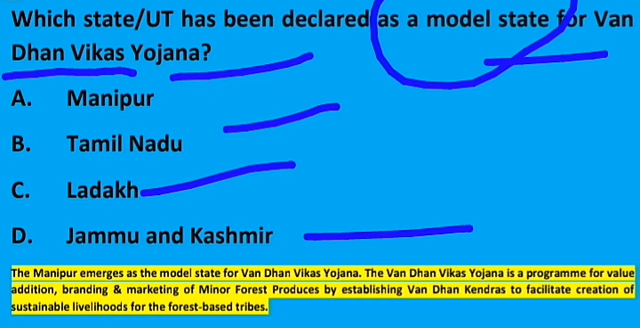 Which state/UT has been declared as a model state for Van
Dhan Vikas Yojana?
A. Manipur
B. Tamil Nadu
C. Ladakh
D. Jammu and Kashmir
The Manipur emerges as the model state for Van Dhan Vikas Yojana. The Van Dhan Vikas Yojana is a programme for value
addition, branding & marketing of Minor Forest Produces by establishing Van Dhan Kendras to facilitate creation of
sustainable livelihoods for the forest-based tribes.